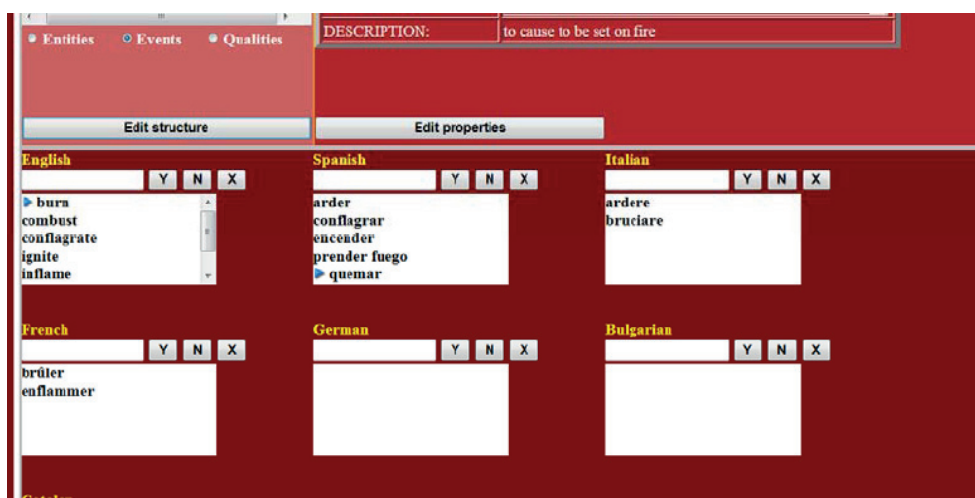 Entities Events Qualities
DESCRIPTION: to cause to be set on fire
Edit structure Edit properties
English Spanish Italian
Y N X Y N X Y N X
burn
combust
conflagrate
ignite
inflame
arder
conflagrar
encender
prender fuego
quemar
ardere
bruciare
French German Bulgarian
Y N X Y N X Y N X
brûler
enflammer